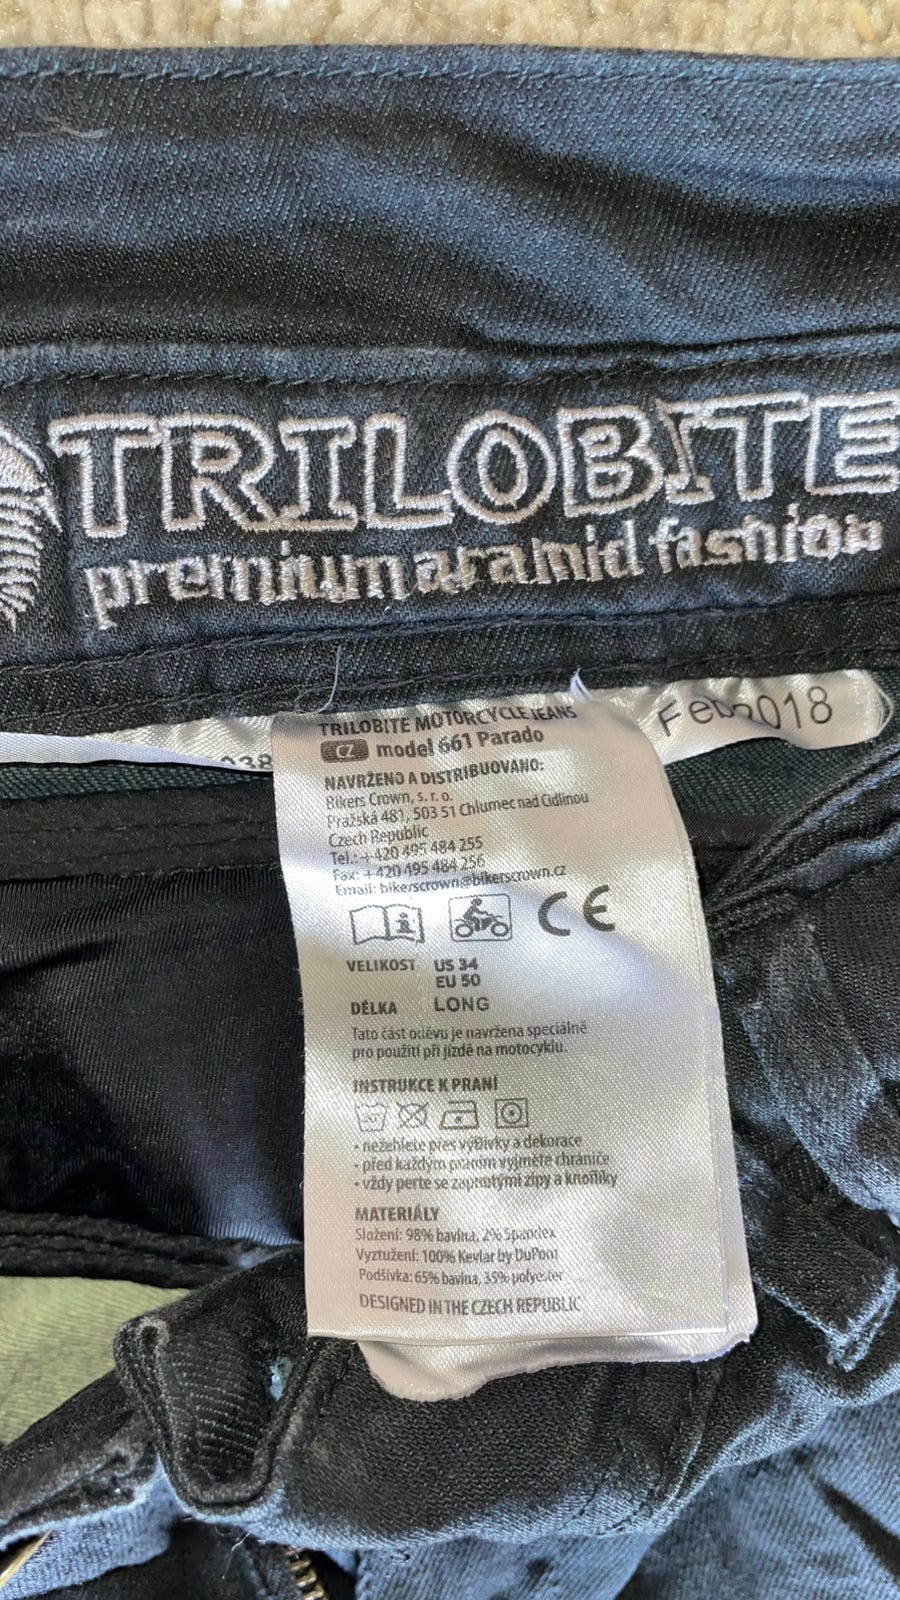 TRILOBITE
premium aramid fashion
Feb 2018
038
TRILOBITE MOTORCYCLE JEANS
CZ model 661 Parado
NAVRŽENO A DISTRIBUOVÁNO:
Bikers Crown, s. r. o.
Pražská 481, 503 51 Chlumec nad Cidlinou
Czech Republic
Tel.: +420 495 484 255
Fax: +420 495 484 256
Email: bikerscrown@bikerscrown.cz
i
CE
VELIKOST US 34
EU 50
DÉLKA LONG
Tato část oděvu je navržena speciálně
pro použití při jízdě na motocyklu.
INSTRUKCE K PRANÍ
• nežehlete přes výšivky a dekorace
• před každým praním vyjměte chrániče
• vždy perte se zapnutými zipy a knoflíky
MATERIÁLY
Složení: 98% bavlna, 2% Spandex
Vyztužení: 100% Kevlar by DuPont
Podšívka: 65% bavlna, 35% polyester
DESIGNED IN THE CZECH REPUBLIC